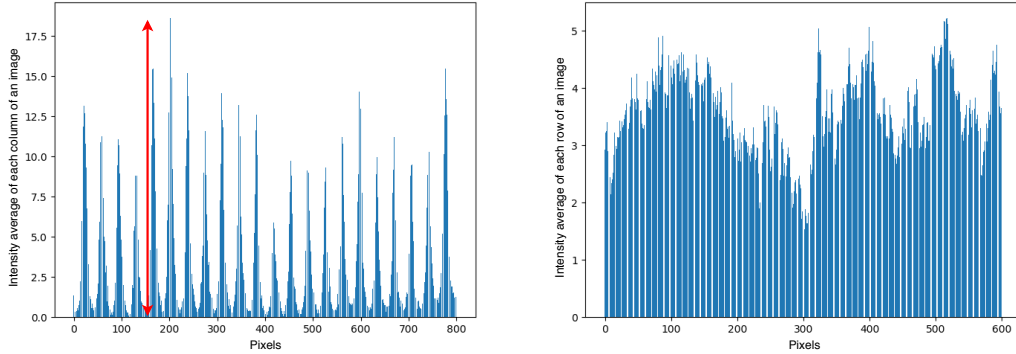 Intensity average of each column of an image
17.5
15.0
12.5
10.0
7.5
5.0
2.5
0.0
0 100 200 300 400 500 600 700 800
Pixels
Intensity average of each row of an image
5
4
3
2
1
0
0 100 200 300 400 500 600
Pixels